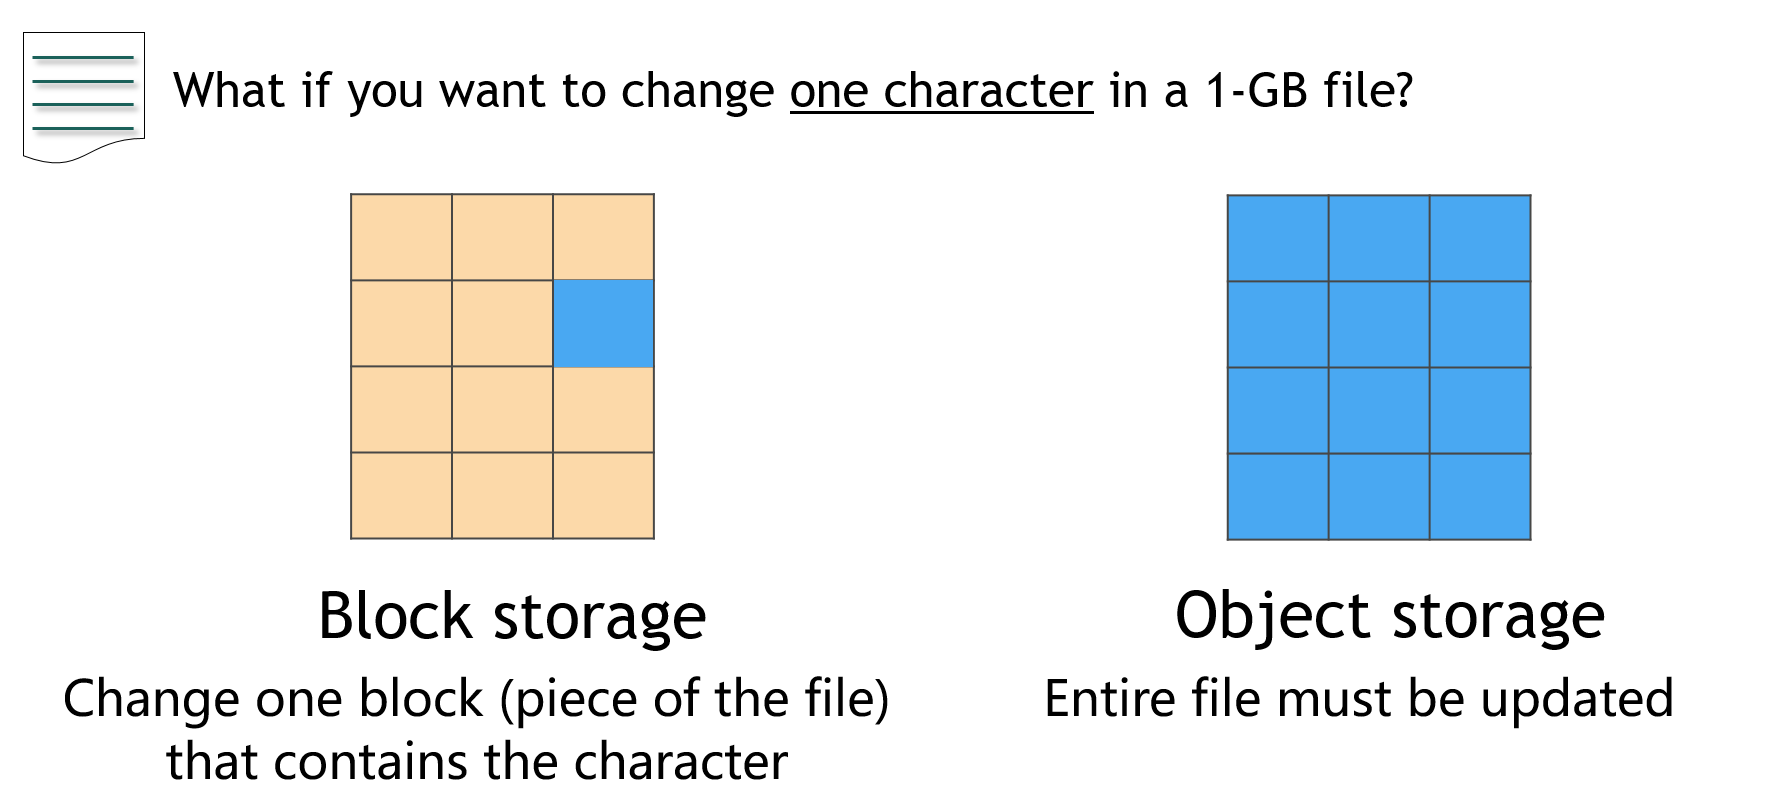 What if you want to change one character in a 1-GB file?
Block storage
Change one block (piece of the file)
that contains the character
Object storage
Entire file must be updated